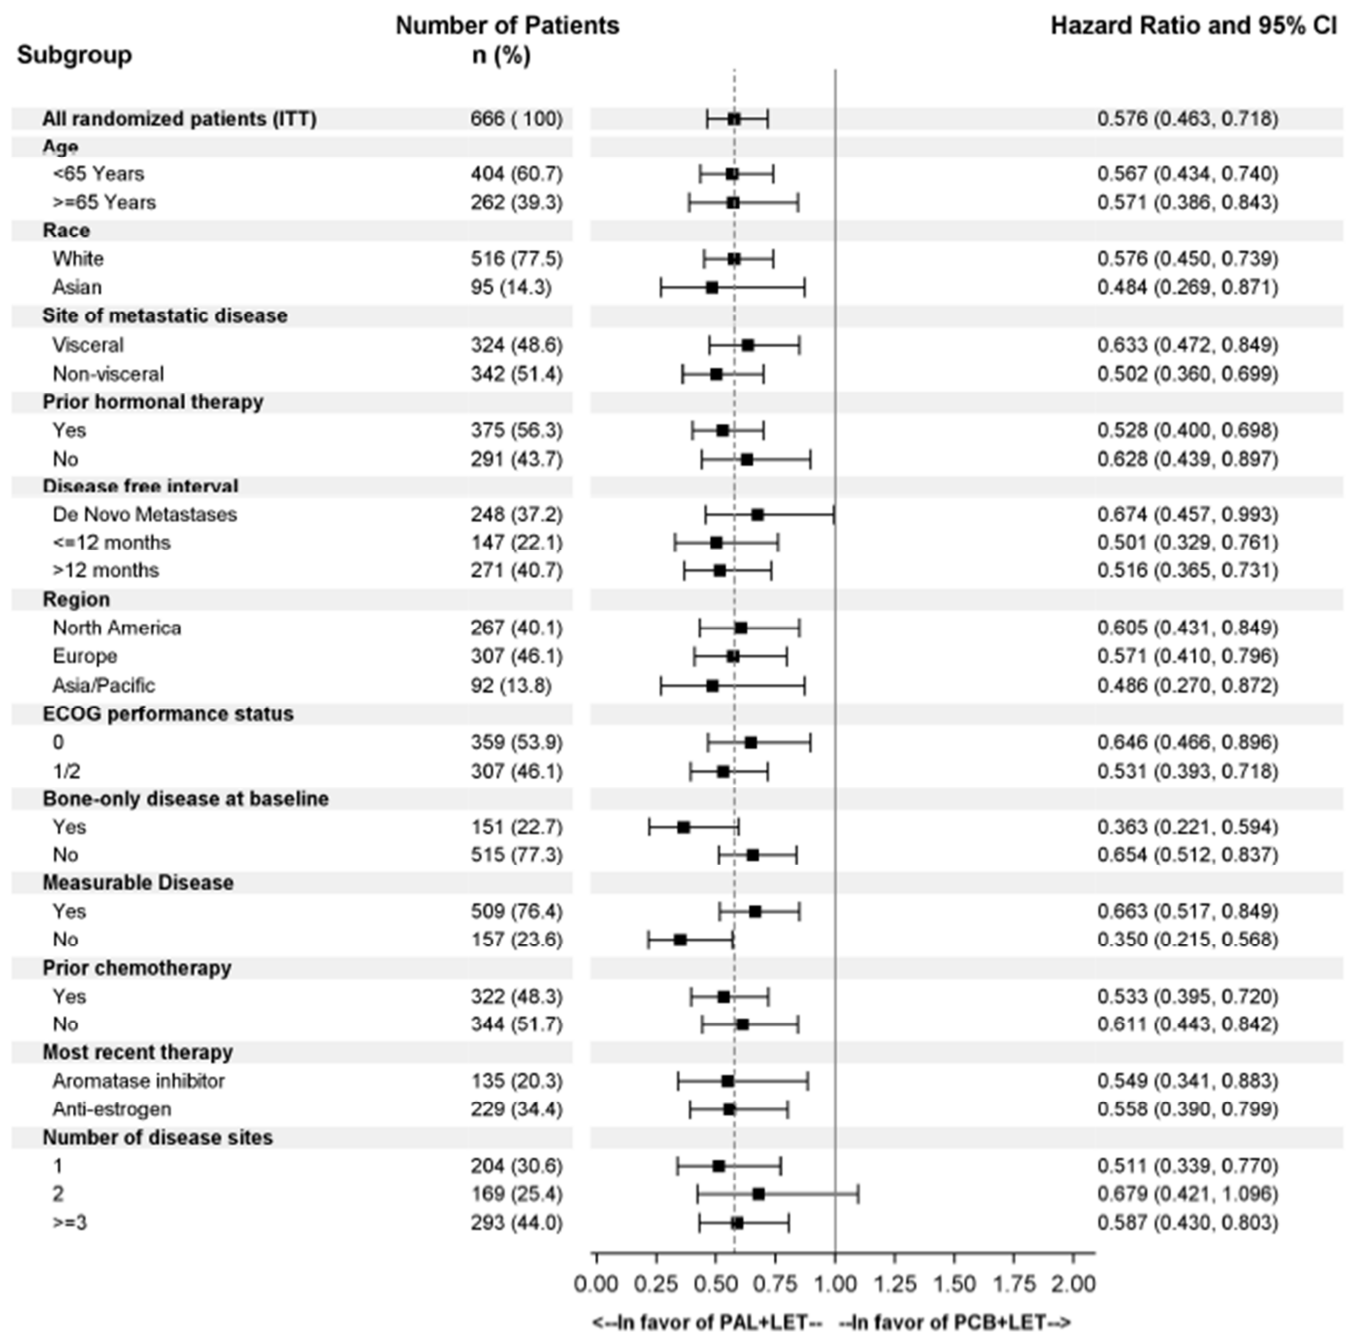 Number of Patients Hazard Ratio and 95% CI
Subgroup n (%)
All randomized patients (ITT) 666 ( 100) 0.576 (0.463, 0.718)
Age
<65 Years 404 (60.7) 0.567 (0.434, 0.740)
>=65 Years 262 (39.3) 0.571 (0.386, 0.843)
Race
White 516 (77.5) 0.576 (0.450, 0.739)
Asian 95 (14.3) 0.484 (0.269, 0.871)
Site of metastatic disease
Visceral 324 (48.6) 0.633 (0.472, 0.849)
Non-visceral 342 (51.4) 0.502 (0.360, 0.699)
Prior hormonal therapy
Yes 375 (56.3) 0.528 (0.400, 0.698)
No 291 (43.7) 0.628 (0.439, 0.897)
Disease free interval
De Novo Metastases 248 (37.2) 0.674 (0.457, 0.993)
<=12 months 147 (22.1) 0.501 (0.329, 0.761)
>12 months 271 (40.7) 0.516 (0.365, 0.731)
Region
North America 267 (40.1) 0.605 (0.431, 0.849)
Europe 307 (46.1) 0.571 (0.410, 0.796)
Asia/Pacific 92 (13.8) 0.486 (0.270, 0.872)
ECOG performance status
0 359 (53.9) 0.646 (0.466, 0.896)
1/2 307 (46.1) 0.531 (0.393, 0.718)
Bone-only disease at baseline
Yes 151 (22.7) 0.363 (0.221, 0.594)
No 515 (77.3) 0.654 (0.512, 0.837)
Measurable Disease
Yes 509 (76.4) 0.663 (0.517, 0.849)
No 157 (23.6) 0.350 (0.215, 0.568)
Prior chemotherapy
Yes 322 (48.3) 0.533 (0.395, 0.720)
No 344 (51.7) 0.611 (0.443, 0.842)
Most recent therapy
Aromatase inhibitor 135 (20.3) 0.549 (0.341, 0.883)
Anti-estrogen 229 (34.4) 0.558 (0.390, 0.799)
Number of disease sites
1 204 (30.6) 0.511 (0.339, 0.770)
2 169 (25.4) 0.679 (0.421, 1.096)
>=3 293 (44.0) 0.587 (0.430, 0.803)
0.00 0.25 0.50 0.75 1.00 1.25 1.50 1.75 2.00
<--In favor of PAL+LET-- --In favor of PCB+LET-->